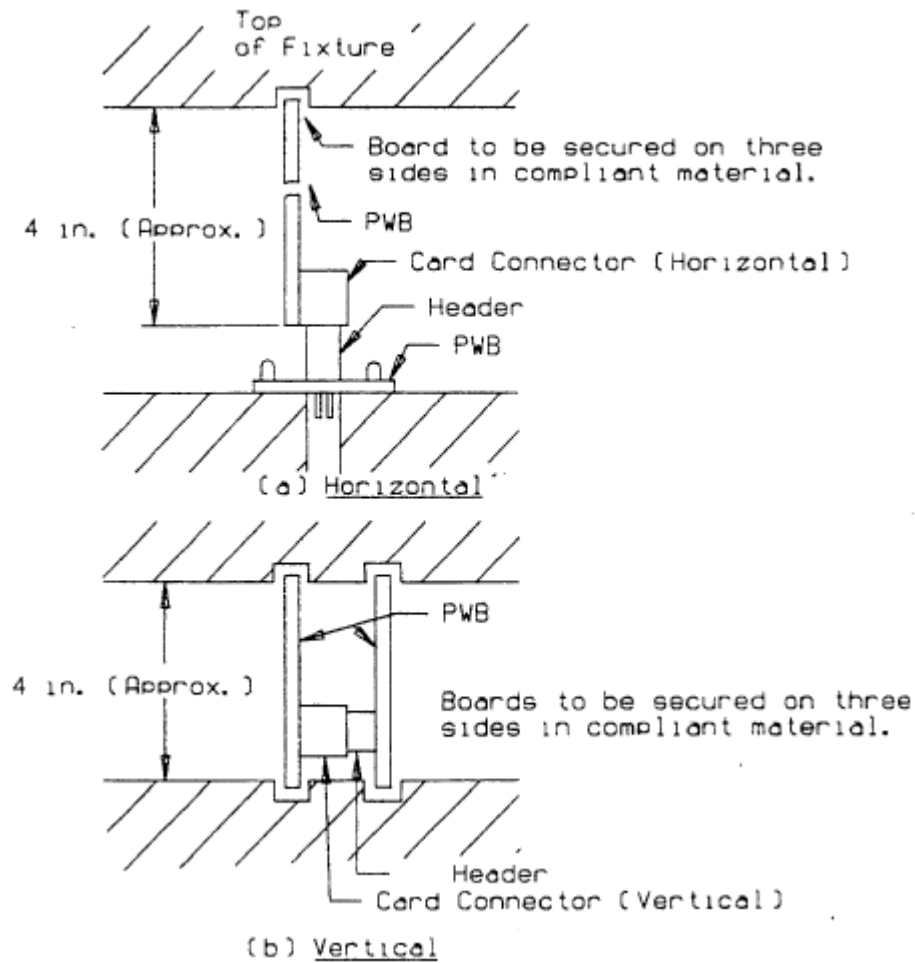 Top
of Fixture
Board to be secured on three
sides in compliant material.
PWB
4 in. (Approx.)
Card Connector (Horizontal)
Header
PWB
(a) Horizontal
PWB
4 in. (Approx.)
Boards to be secured on three
sides in compliant material.
Header
Card Connector (Vertical)
(b) Vertical